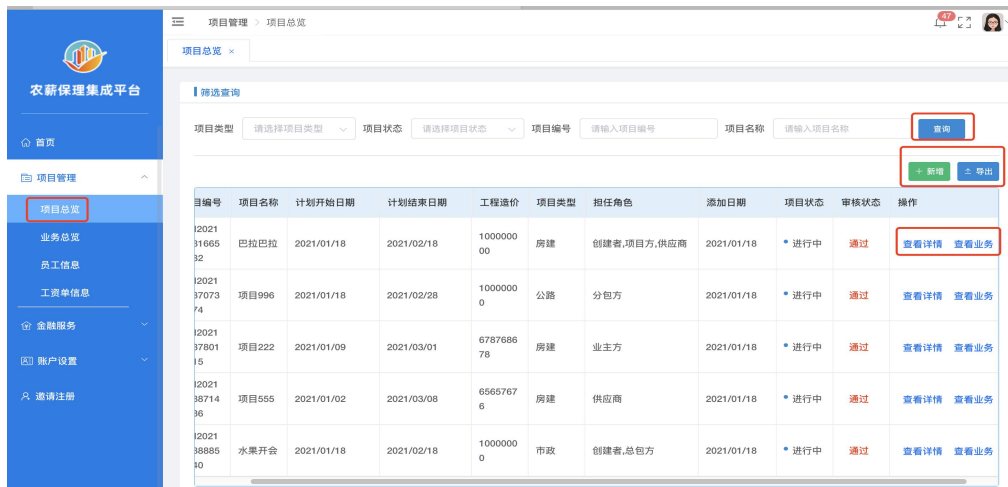 项目管理 > 项目总览
47
项目总览 ×
农薪保理集成平台
首页
项目管理
项目总览
业务总览
员工信息
工资单信息
金融服务
账户设置
邀请注册
筛选查询
项目类型 请选择项目类型 项目状态 请选择项目状态 项目编号 请输入项目编号 项目名称 请输入项目名称 查询
+ 新增 导出
目编号 项目名称 计划开始日期 计划结束日期 工程造价 项目类型 担任角色 添加日期 项目状态 审核状态 操作
2021
31665
32
巴拉巴拉 2021/01/18 2021/02/18
1000000
00
房建 创建者,项目方,供应商 2021/01/18 进行中 通过 查看详情 查看业务
2021
37073
74
项目996 2021/01/18 2021/02/28
1000000
0
公路 分包方 2021/01/18 进行中 通过 查看详情 查看业务
2021
37801
15
项目222 2021/01/09 2021/03/01
6787686
78
房建 业主方 2021/01/18 进行中 通过 查看详情 查看业务
2021
38714
36
项目555 2021/01/02 2021/03/08
6565767
6
房建 供应商 2021/01/18 进行中 通过 查看详情 查看业务
2021
38885
40
水果开会 2021/01/18 2021/02/18
1000000
0
市政 创建者,总包方 2021/01/18 进行中 通过 查看详情 查看业务